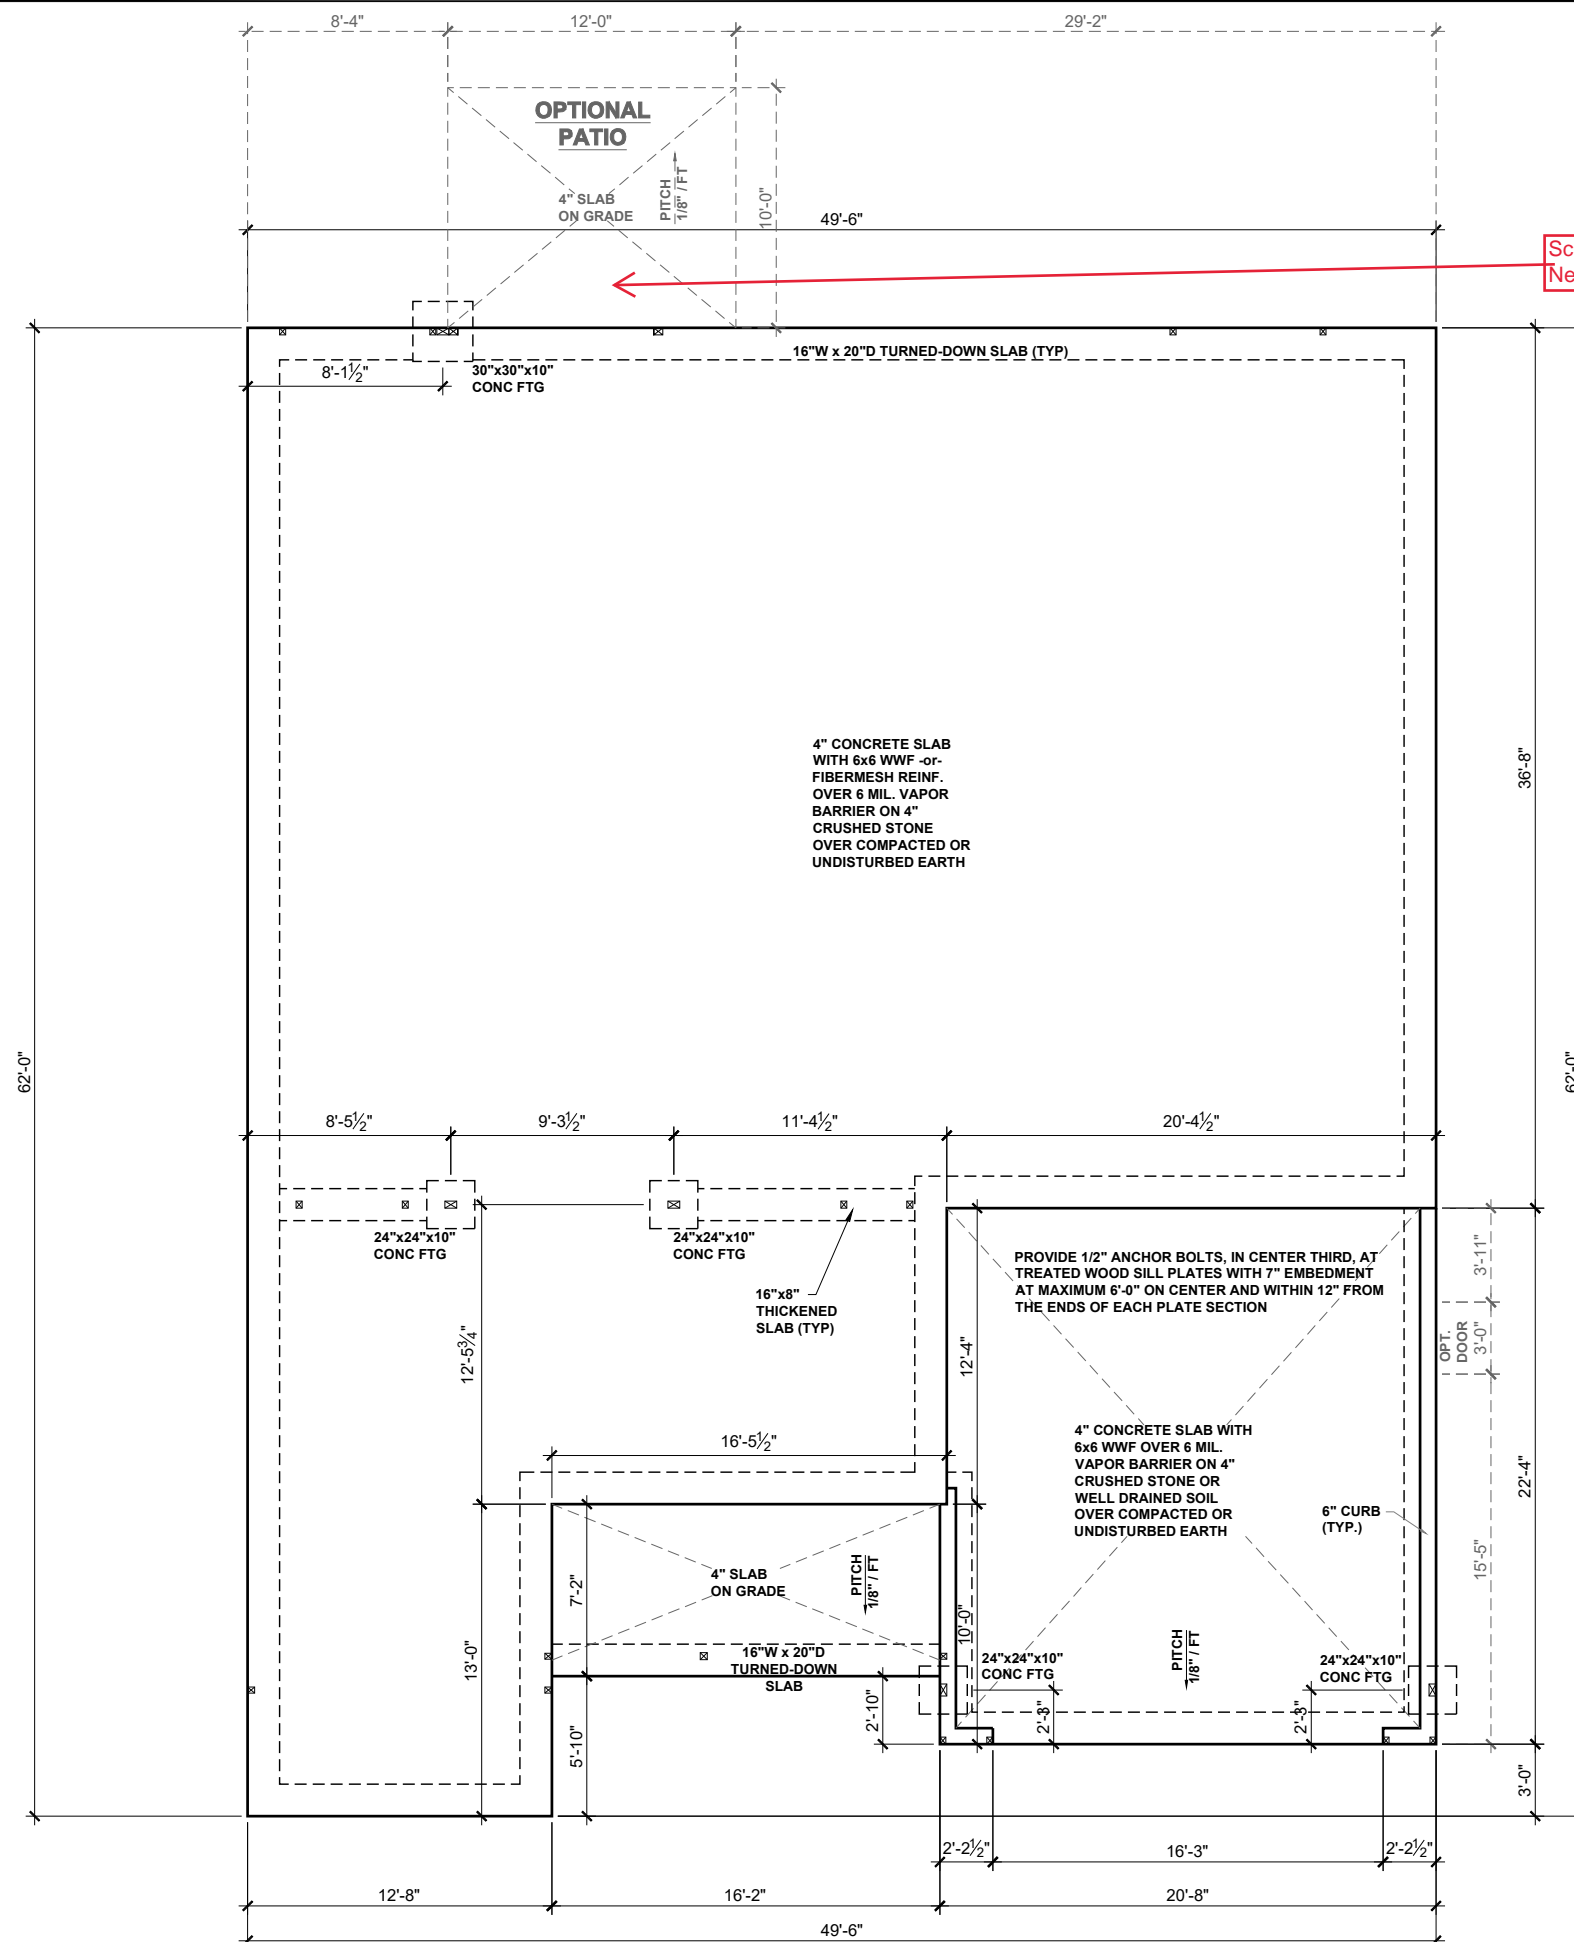 8'-4"
12'-0"
29'-2"
OPTIONAL
PATIO
4" SLAB
ON GRADE
PITCH
1/8" / FT
10'-0"
49'-6"
Sc
Ne
16"W x 20"D TURNED-DOWN SLAB (TYP)
8'-1½"
30"x30"x10"
CONC FTG
4" CONCRETE SLAB
WITH 6x6 WWF -or-
FIBERMESH REINF.
OVER 6 MIL. VAPOR
BARRIER ON 4"
CRUSHED STONE
OVER COMPACTED OR
UNDISTURBED EARTH
36'-8"
62'-0"
62'-0"
8'-5½"
9'-3½"
11'-4½"
20'-4½"
24"x24"x10"
CONC FTG
24"x24"x10"
CONC FTG
16"x8"
THICKENED
SLAB (TYP)
PROVIDE 1/2" ANCHOR BOLTS, IN CENTER THIRD, AT
TREATED WOOD SILL PLATES WITH 7" EMBEDMENT
AT MAXIMUM 6'-0" ON CENTER AND WITHIN 12" FROM
THE ENDS OF EACH PLATE SECTION
3'-11"
OPT.
DOOR
3'-0"
12'-5¾"
12'-4"
16'-5½"
4" CONCRETE SLAB WITH
6x6 WWF OVER 6 MIL.
VAPOR BARRIER ON 4"
CRUSHED STONE OR
WELL DRAINED SOIL
OVER COMPACTED OR
UNDISTURBED EARTH
6" CURB
(TYP.)
22'-4"
15'-5"
4" SLAB
ON GRADE
PITCH
1/8" / FT
7'-2"
10'-0"
13'-0"
16"W x 20"D
TURNED-DOWN
SLAB
24"x24"x10"
CONC FTG
PITCH
1/8" / FT
24"x24"x10"
CONC FTG
2'-10"
2'-3"
2'-3"
5'-10"
3'-0"
2'-2½"
16'-3"
2'-2½"
12'-8"
16'-2"
20'-8"
49'-6"